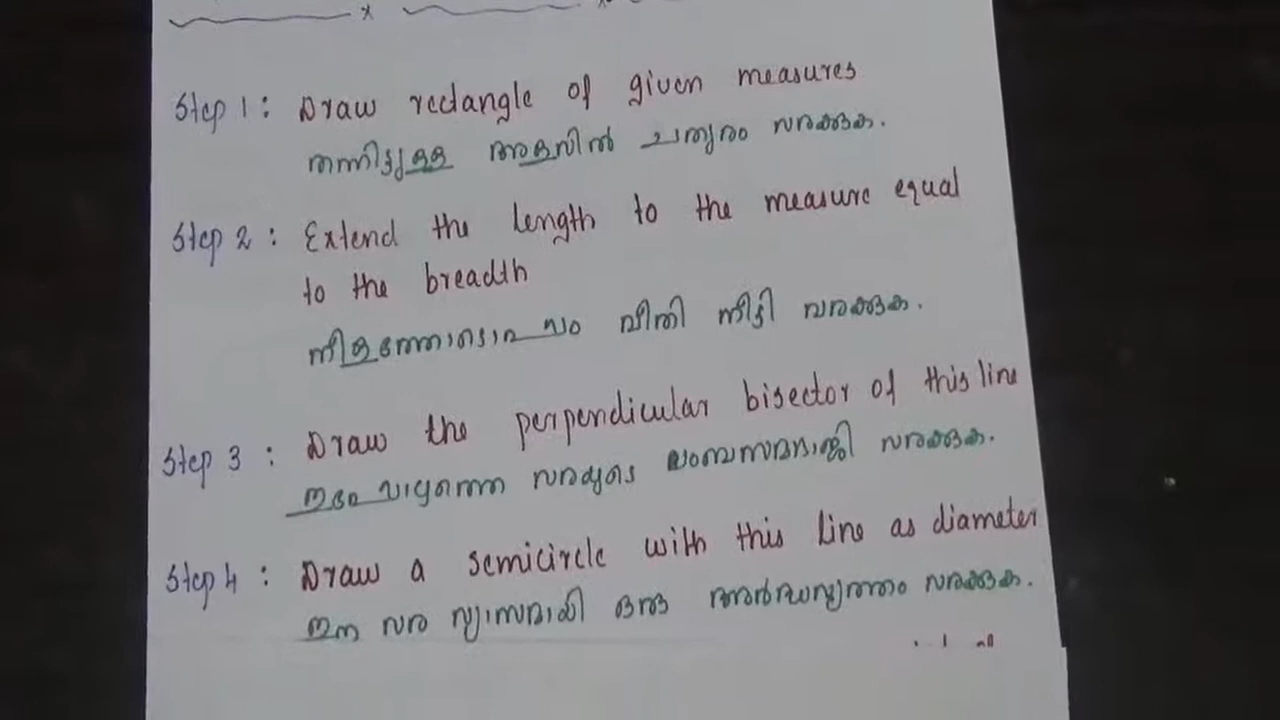 Step 1 : Draw rectangle of given measures
തന്നിട്ടുള്ള അളവിൽ ചതുരം വരക്കുക.
Step 2 : Extend the length to the measure equal
to the breadth
നീളത്തോടൊപ്പം വീതി നീട്ടി വരക്കുക.
Step 3 : Draw the perpendicular bisector of this line
വരയുടെ ലംബസമഭാജി വരക്കുക.
Step 4 : Draw a semicircle with this line as diameter
ഈ വര വ്യാസമായി ഒരു അർദ്ധവൃത്തം വരക്കുക.